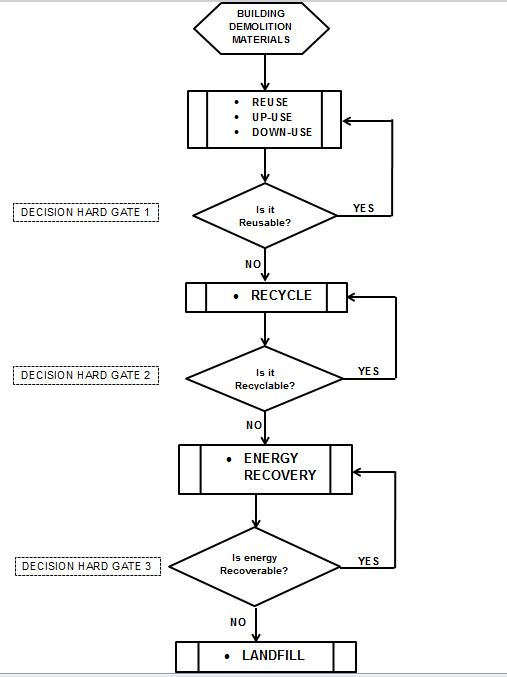 BUILDING
DEMOLITION
MATERIALS
• REUSE
• UP-USE
• DOWN-USE
DECISION HARD GATE 1
Is it
Reusable?
YES
NO
• RECYCLE
DECISION HARD GATE 2
Is it
Recyclable?
YES
NO
• ENERGY
RECOVERY
DECISION HARD GATE 3
Is energy
Recoverable?
YES
NO
• LANDFILL